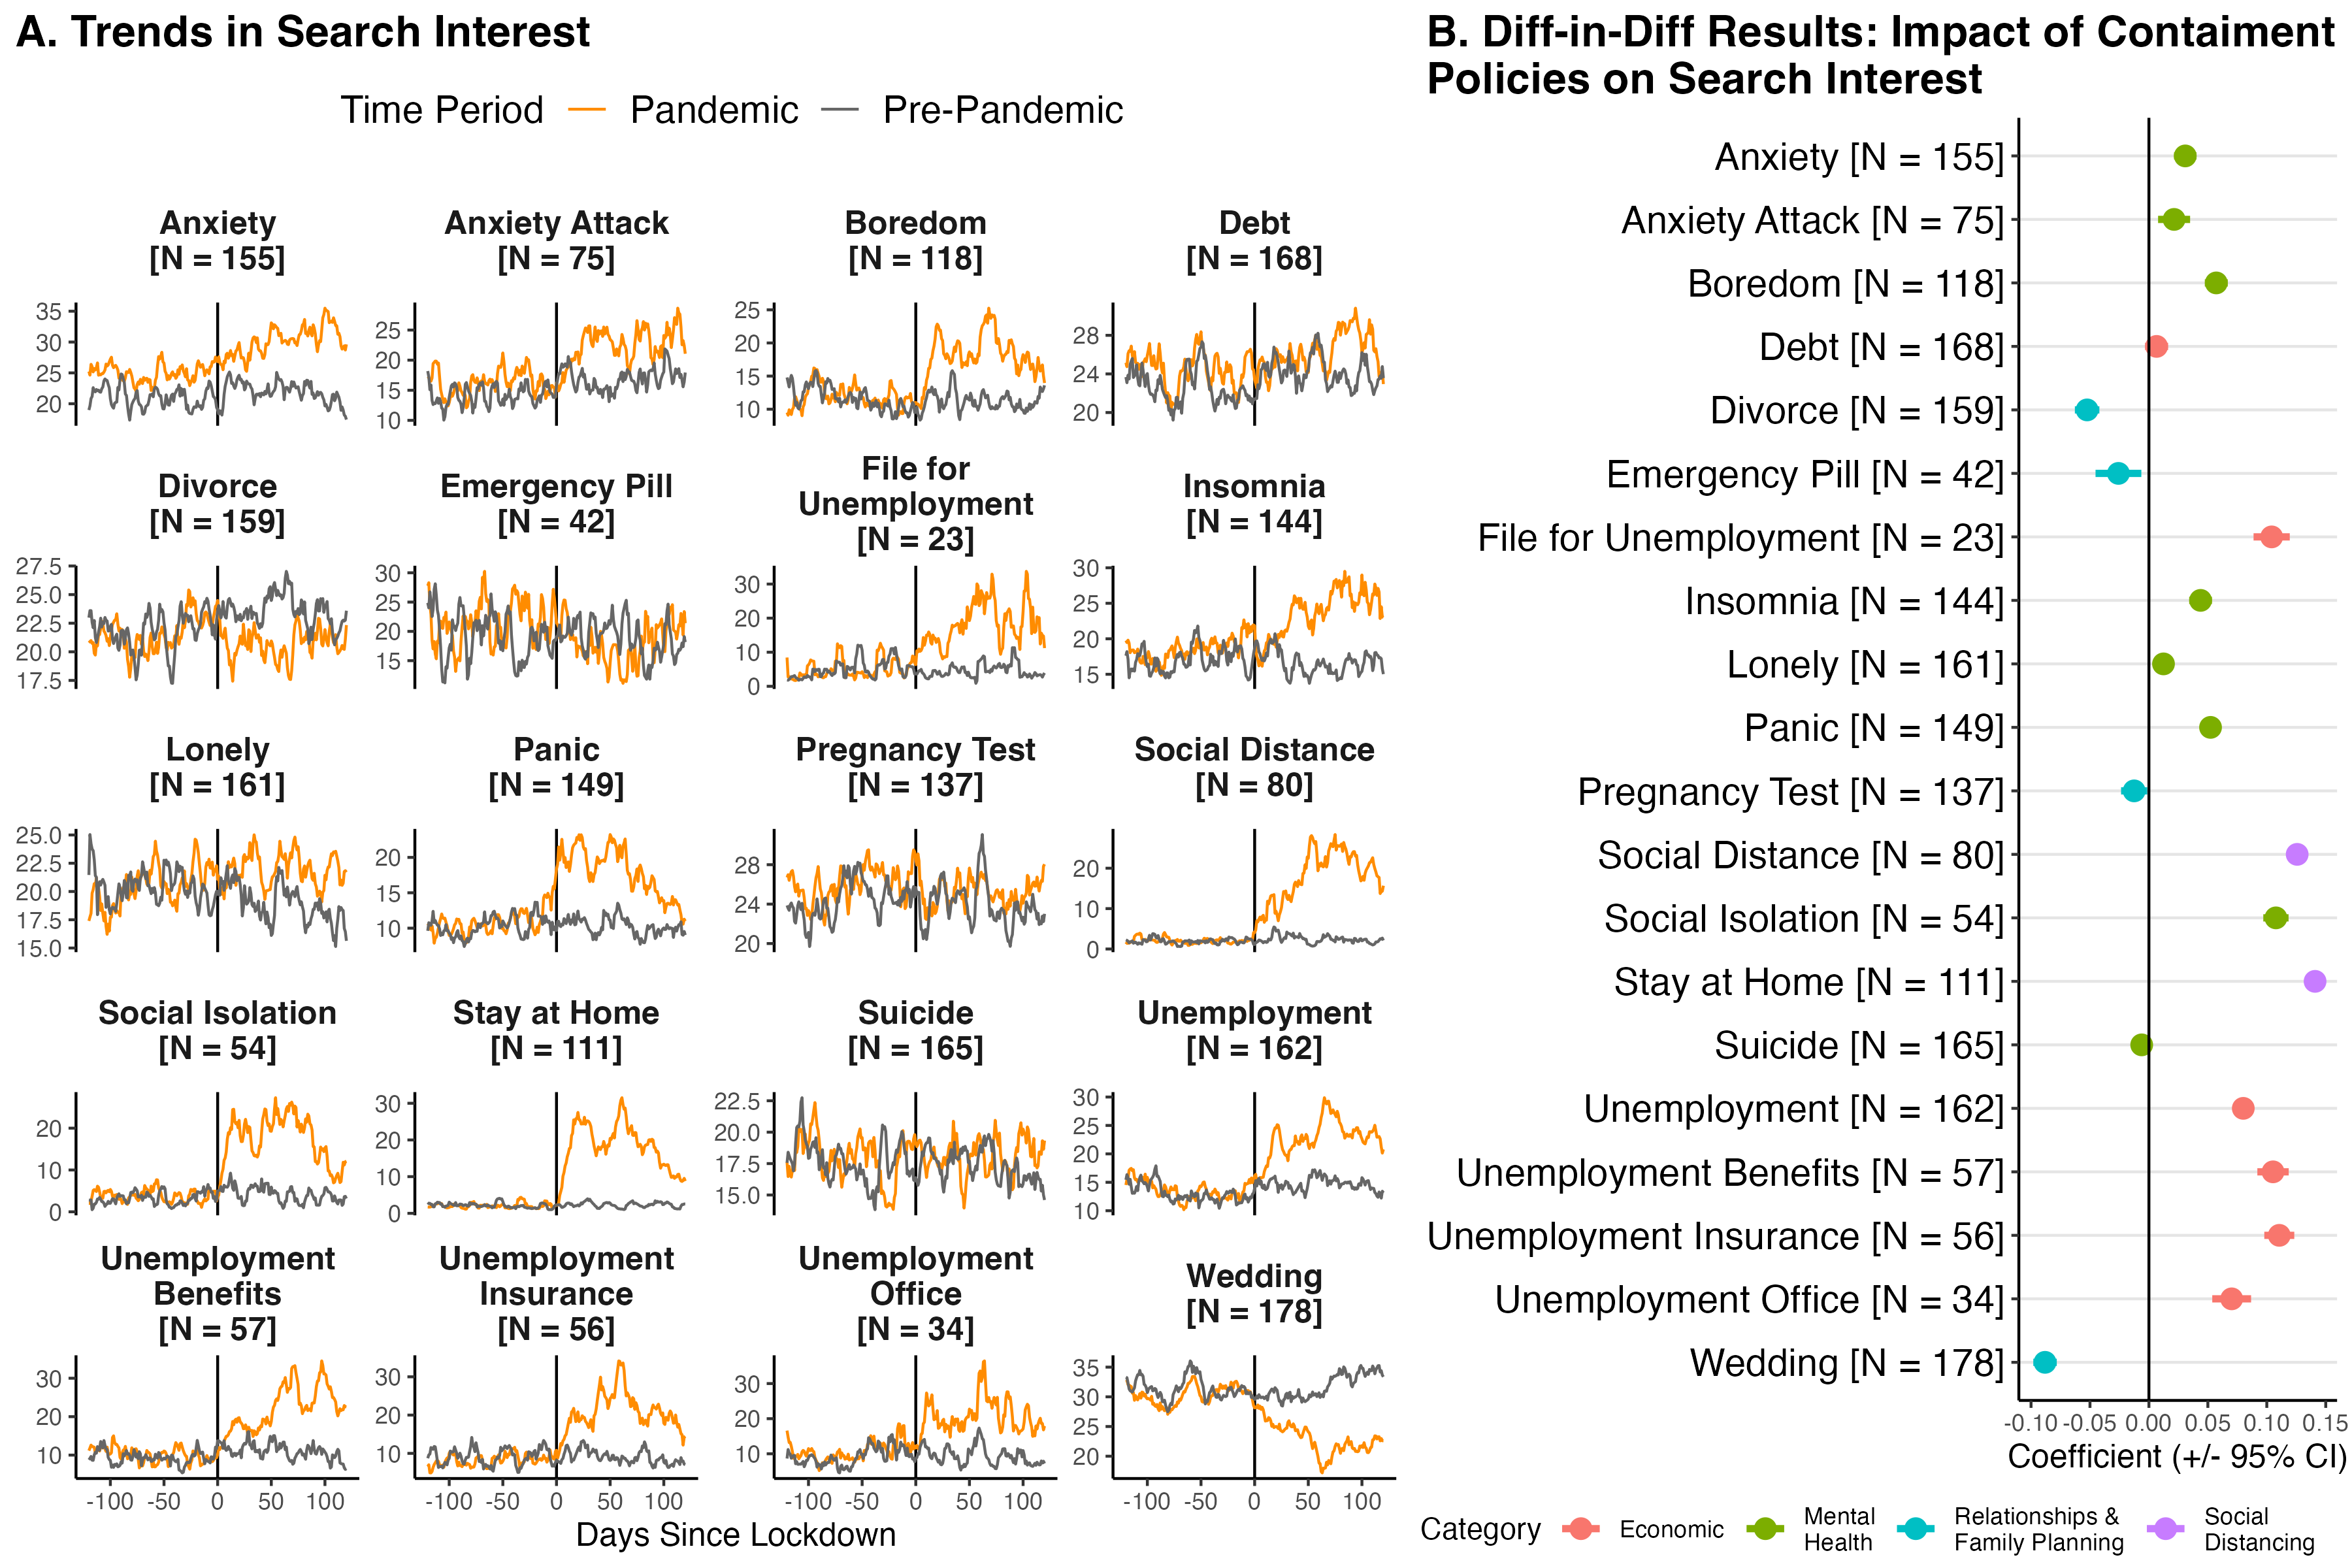 A. Trends in Search Interest
Time Period Pandemic Pre-Pandemic
Anxiety
[N = 155]
35
30
25
20
Anxiety Attack
[N = 75]
25
20
15
10
Boredom
[N = 118]
25
20
15
10
Debt
[N = 168]
28
24
20
Divorce
[N = 159]
27.5
25.0
22.5
20.0
17.5
Emergency Pill
[N = 42]
30
25
20
15
File for
Unemployment
[N = 23]
30
20
10
0
Insomnia
[N = 144]
30
25
20
15
Lonely
[N = 161]
25.0
22.5
20.0
17.5
15.0
Panic
[N = 149]
20
15
10
Pregnancy Test
[N = 137]
28
24
20
Social Distance
[N = 80]
20
10
0
Social Isolation
[N = 54]
20
10
0
Stay at Home
[N = 111]
30
20
10
0
Suicide
[N = 165]
22.5
20.0
17.5
15.0
Unemployment
[N = 162]
30
25
20
15
10
Unemployment
Benefits
[N = 57]
30
20
10
-100 -50 0 50 100
Unemployment
Insurance
[N = 56]
30
20
10
-100 -50 0 50 100
Unemployment
Office
[N = 34]
30
20
10
-100 -50 0 50 100
Wedding
[N = 178]
35
30
25
20
-100 -50 0 50 100
Days Since Lockdown
B. Diff-in-Diff Results: Impact of Contaiment
Policies on Search Interest
Anxiety [N = 155]
Anxiety Attack [N = 75]
Boredom [N = 118]
Debt [N = 168]
Divorce [N = 159]
Emergency Pill [N = 42]
File for Unemployment [N = 23]
Insomnia [N = 144]
Lonely [N = 161]
Panic [N = 149]
Pregnancy Test [N = 137]
Social Distance [N = 80]
Social Isolation [N = 54]
Stay at Home [N = 111]
Suicide [N = 165]
Unemployment [N = 162]
Unemployment Benefits [N = 57]
Unemployment Insurance [N = 56]
Unemployment Office [N = 34]
Wedding [N = 178]
-0.10 -0.05 0.00 0.05 0.10 0.15
Coefficient (+/- 95% CI)
Category
Economic
Mental
Health
Relationships &
Family Planning
Social
Distancing